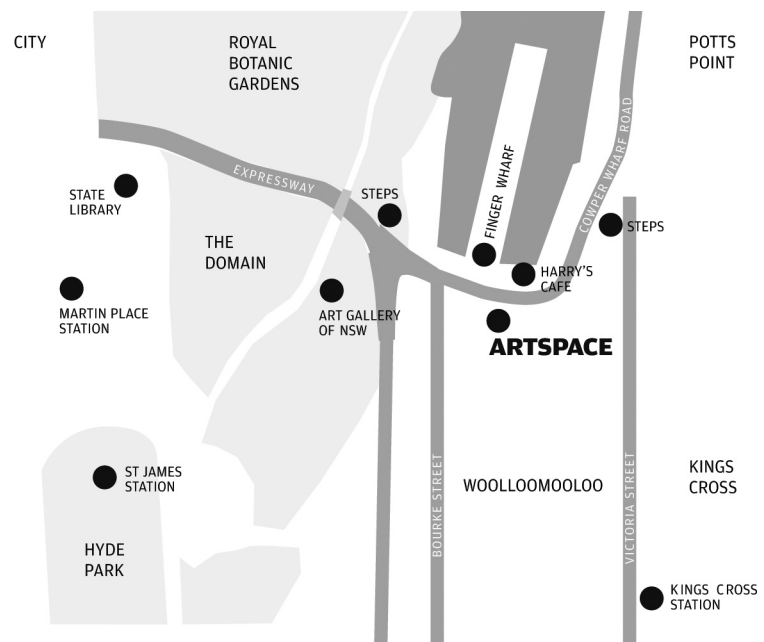 CITY
ROYAL
BOTANIC
GARDENS
POTTS
POINT
EXPRESSWAY
STATE
LIBRARY
STEPS
FINGER WHARF
COWPER WHARF ROAD
STEPS
THE
DOMAIN
HARRY'S
CAFE
MARTIN PLACE
STATION
ART GALLERY
OF NSW
ARTSPACE
ST JAMES
STATION
BOURKE STREET
WOOLLOOMOOLOO
VICTORIA STREET
KINGS
CROSS
HYDE
PARK
KINGS CROSS
STATION